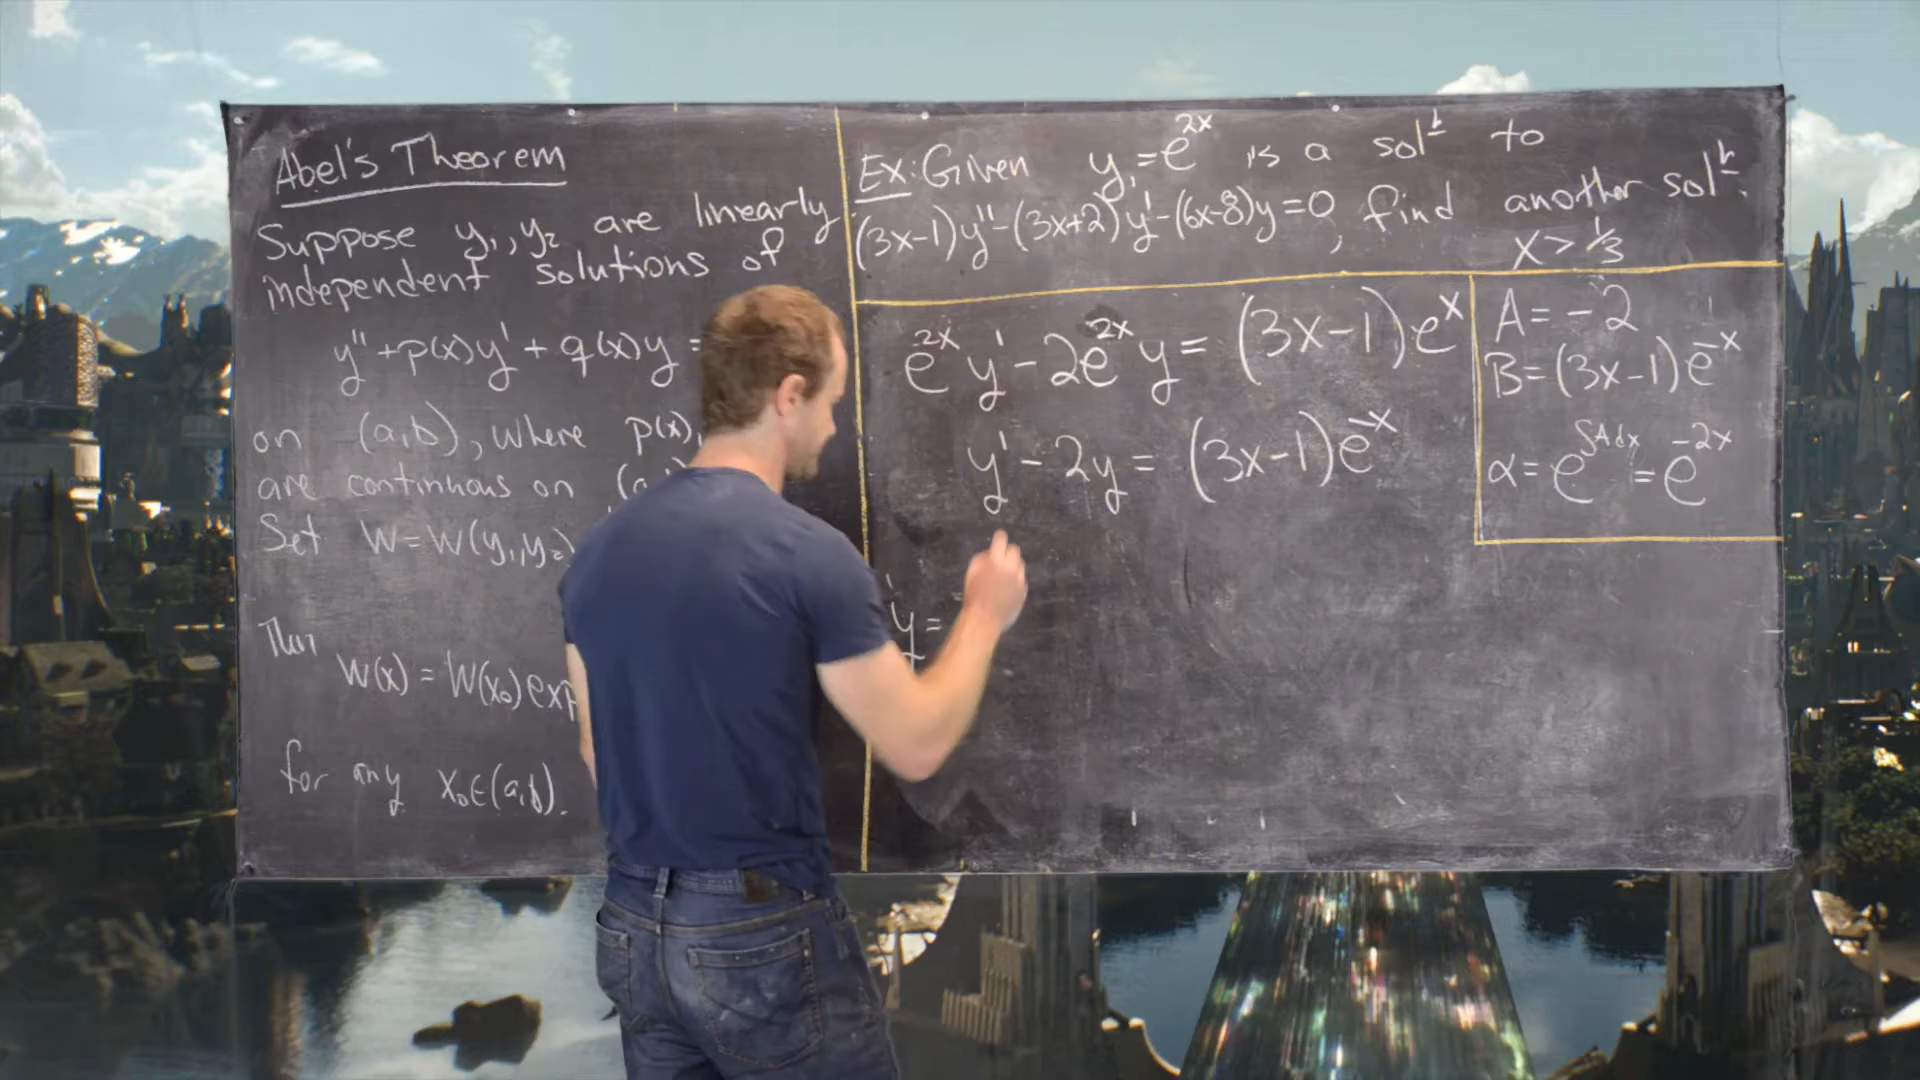 Abel's Theorem
Suppose y₁, y₂ are linearly
independent solutions of
y'' + p(x)y' + q(x)y =
on (a,b), where p(x),
are continuous on (a,
Set W = W(y₁,y₂)
Then
W(x) = W(x₀) exp
for any x₀∈(a,b).
Ex: Given y₁ = e^{2x} is a solⁿ to
(3x-1)y'' - (3x+2)y' - (6x-8)y = 0, find another solⁿ.
x > 1/3
e^{2x} y' - 2e^{2x} y = (3x-1)e^x
y' - 2y = (3x-1)e^{-x}
y =
A = -2
B = (3x-1)e^{-x}
α = e^{∫Adx} = e^{-2x}